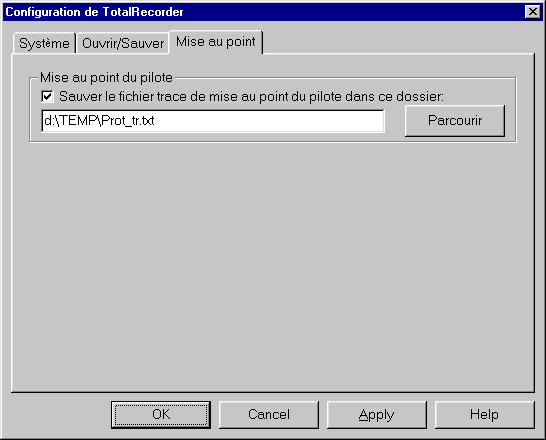 Configuration de TotalRecorder
Système Ouvrir/Sauver Mise au point
Mise au point du pilote
Sauver le fichier trace de mise au point du pilote dans ce dossier:
d:\TEMP\Prot_tr.txt Parcourir
OK Cancel Apply Help